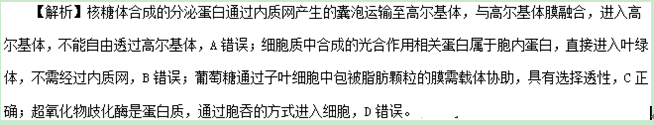 【解析】核糖体合成的分泌蛋白通过内质网产生的囊泡运输至高尔基体，与高尔基体膜融合，进入高
尔基体，不能自由透过高尔基体，A 错误；细胞质中合成的光合作用相关蛋白属于胞内蛋白，直接进入叶绿
体，不需经过内质网，B 错误；葡萄糖通过子叶细胞中包被脂肪颗粒的膜需载体协助，具有选择透性，C 正
确；超氧化物歧化酶是蛋白质，通过胞吞的方式进入细胞，D 错误。